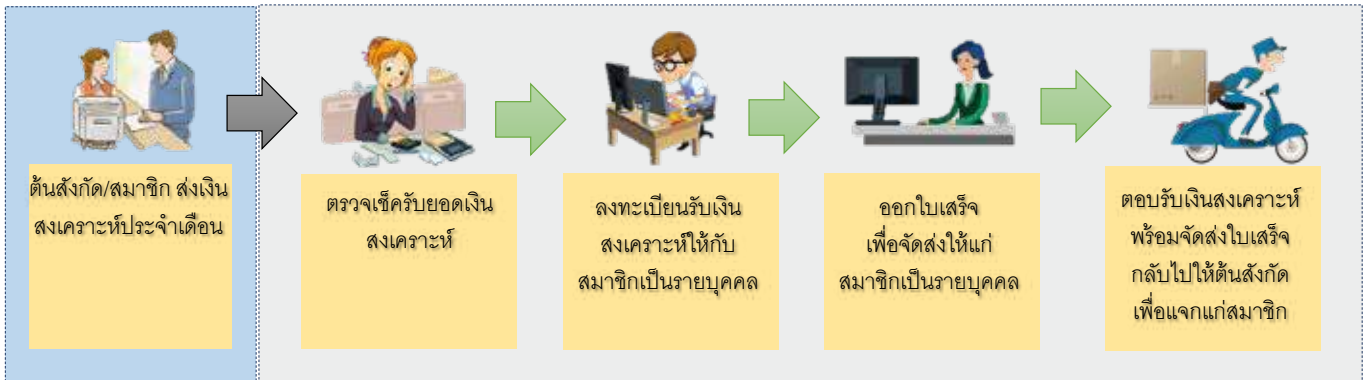 ต้นสังกัด/สมาชิก ส่งเงิน
สงเคราะห์ประจำเดือน
ตรวจเช็ครับยอดเงิน
สงเคราะห์
ลงทะเบียนรับเงิน
สงเคราะห์ให้กับ
สมาชิกเป็นรายบุคคล
ออกใบเสร็จ
เพื่อจัดส่งให้แก่
สมาชิกเป็นรายบุคคล
ตอบรับเงินสงเคราะห์
พร้อมจัดส่งใบเสร็จ
กลับไปให้ต้นสังกัด
เพื่อแจกแก่สมาชิก